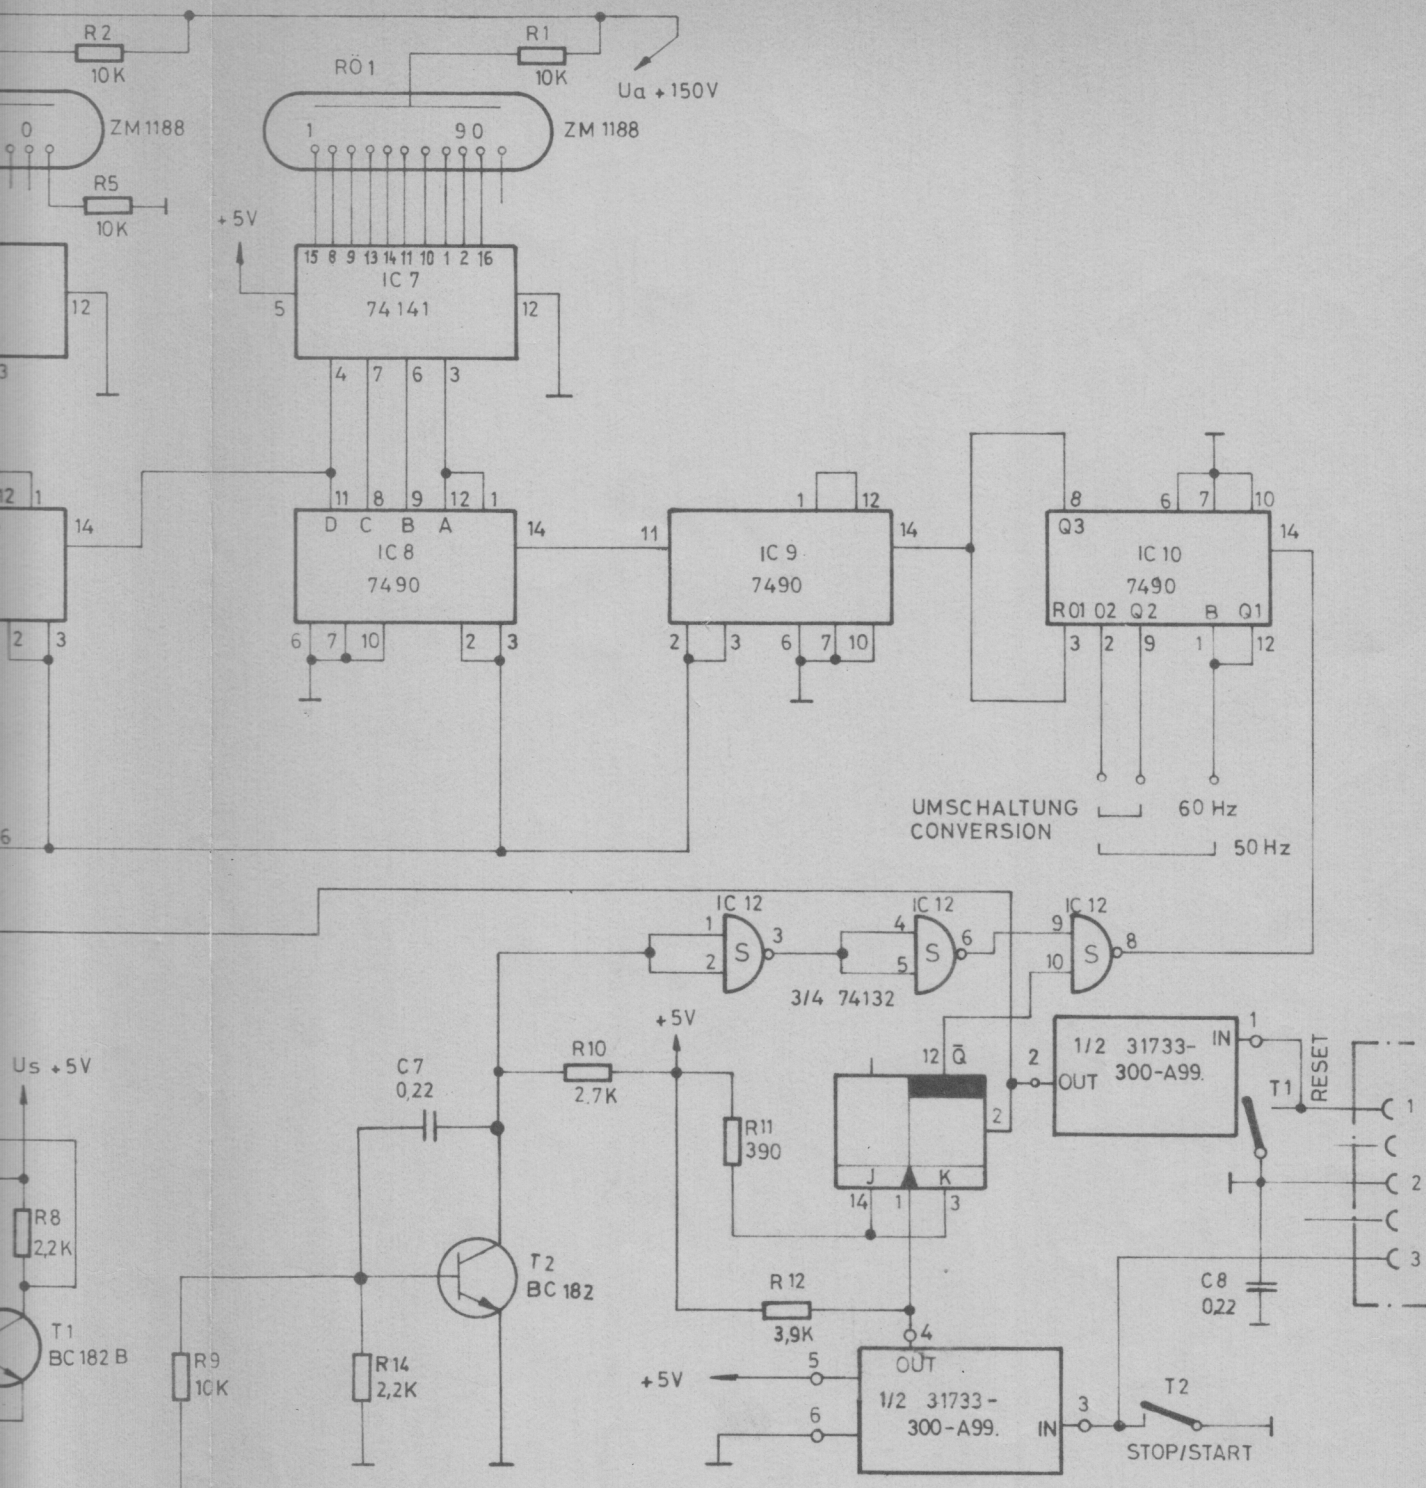 R2
R1
10K
10K
RÖ1
Ua +150V
0
ZM1188
1
9 0
ZM 1188
R5
10K
+5V
15 8 9 13 14 11 10 1 2 16
IC 7
74 141
5
12
12
3
4 7 6 3
12 1
14
11 8 9 12 1
D C B A
IC 8
7490
14
6 7 10 2 3
2 3
11
1 12
14
IC 9
7490
2 3 6 7 10
8
6 7 10
14
Q3
IC 10
7490
R01 02 Q2 B Q1
3 2 9 1 12
UMSCHALTUNG
CONVERSION
60 Hz
50 Hz
6
IC 12
IC 12
IC 12
1
2
S
3
4
5
S
6
9
10
S
8
3/4 74132
+5V
Us +5V
C7
0,22
R10
2.7K
R11
390
12 Q̄
2
2
J K
14 1 3
1/2 31733-
300-A99.
IN
OUT
1
RESET
T1
1
2
3
R8
2,2K
T2
BC 182
R12
3,9K
C8
0,22
T1
BC 182 B
R9
10K
R14
2,2K
+5V
5
6
4
OUT
1/2 31733-
300-A99.
IN
3
T2
STOP/START